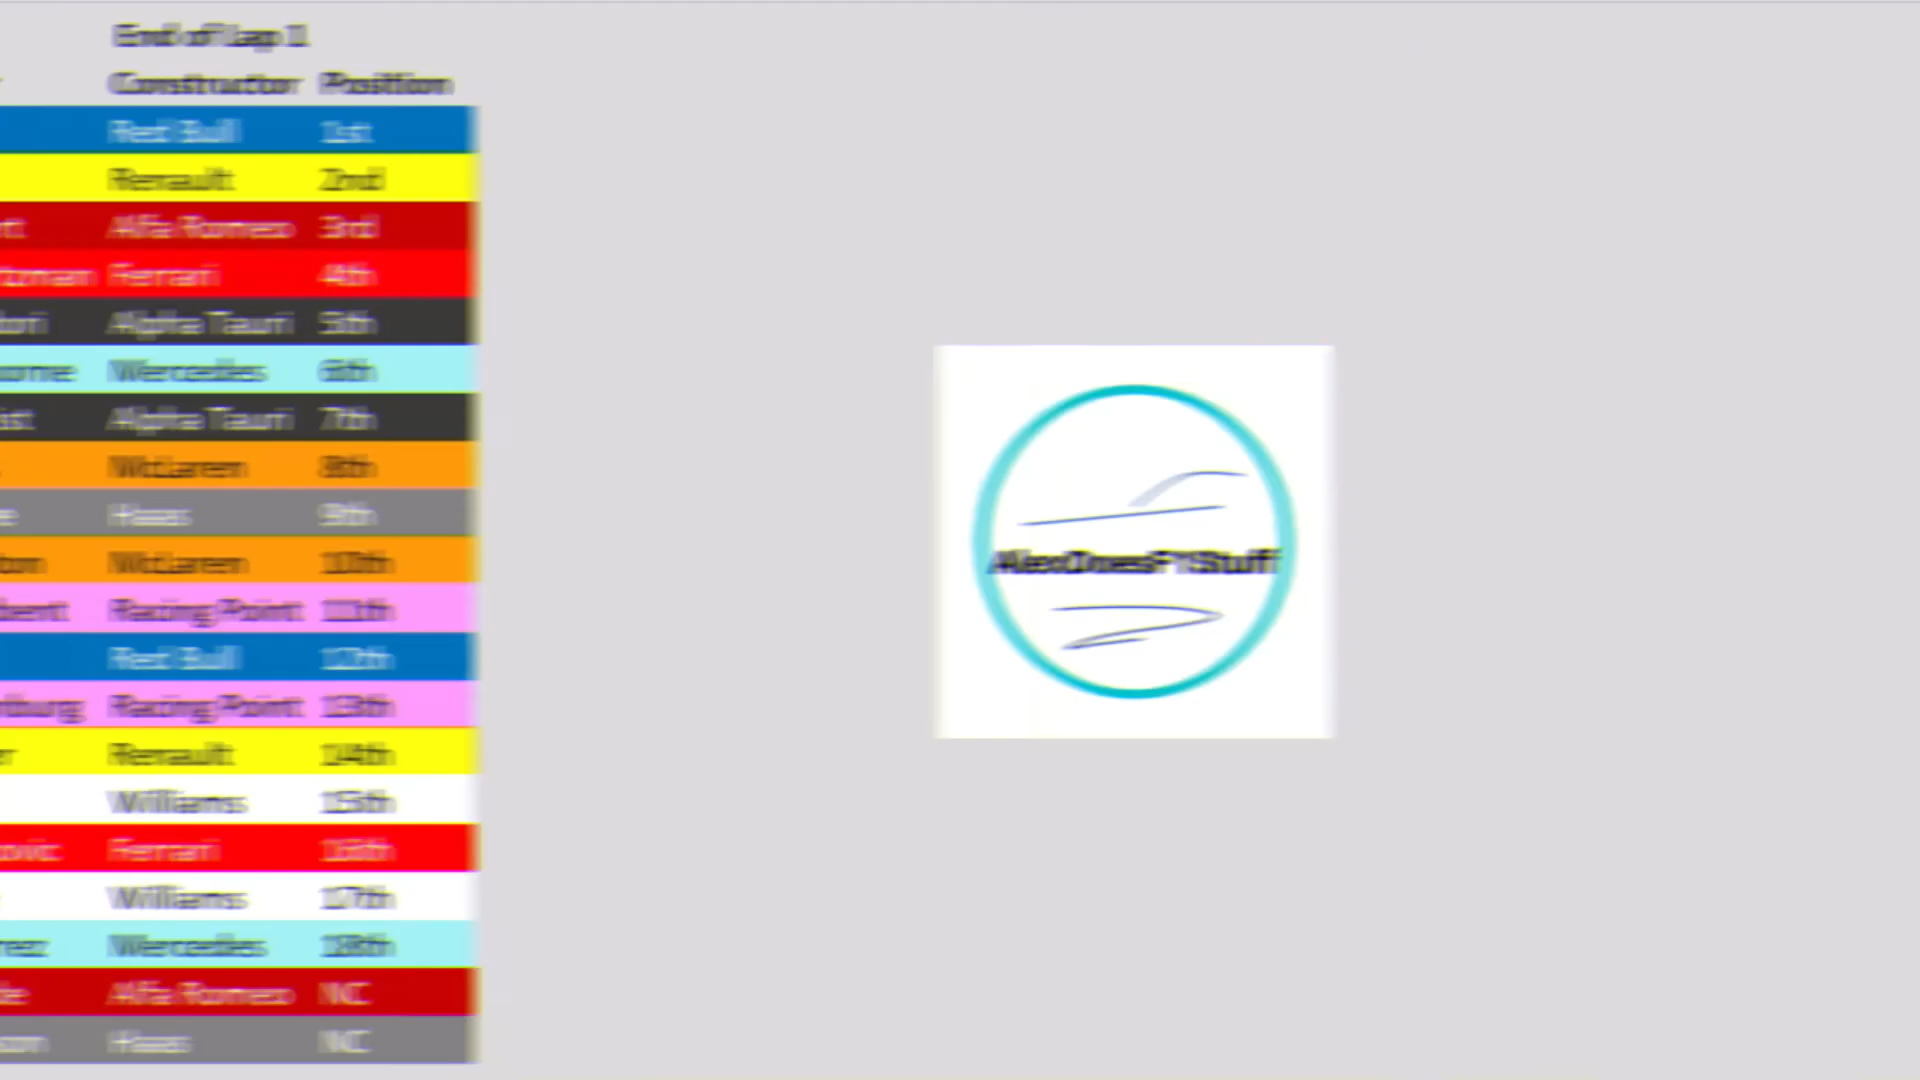 End of lap 1
Constructor Position
Red Bull 1st
Renault 2nd
Alfa Romeo 3rd
Ferrari 4th
Alpha Tauri 5th
Mercedes 6th
Alpha Tauri 7th
McLaren 8th
Haas 9th
McLaren 10th
Racing Point 11th
Red Bull 12th
Racing Point 13th
Renault 14th
Williams 15th
Ferrari 16th
Williams 17th
Mercedes 18th
Alfa Romeo NC
Haas NC
AlexDoesF1Stuff